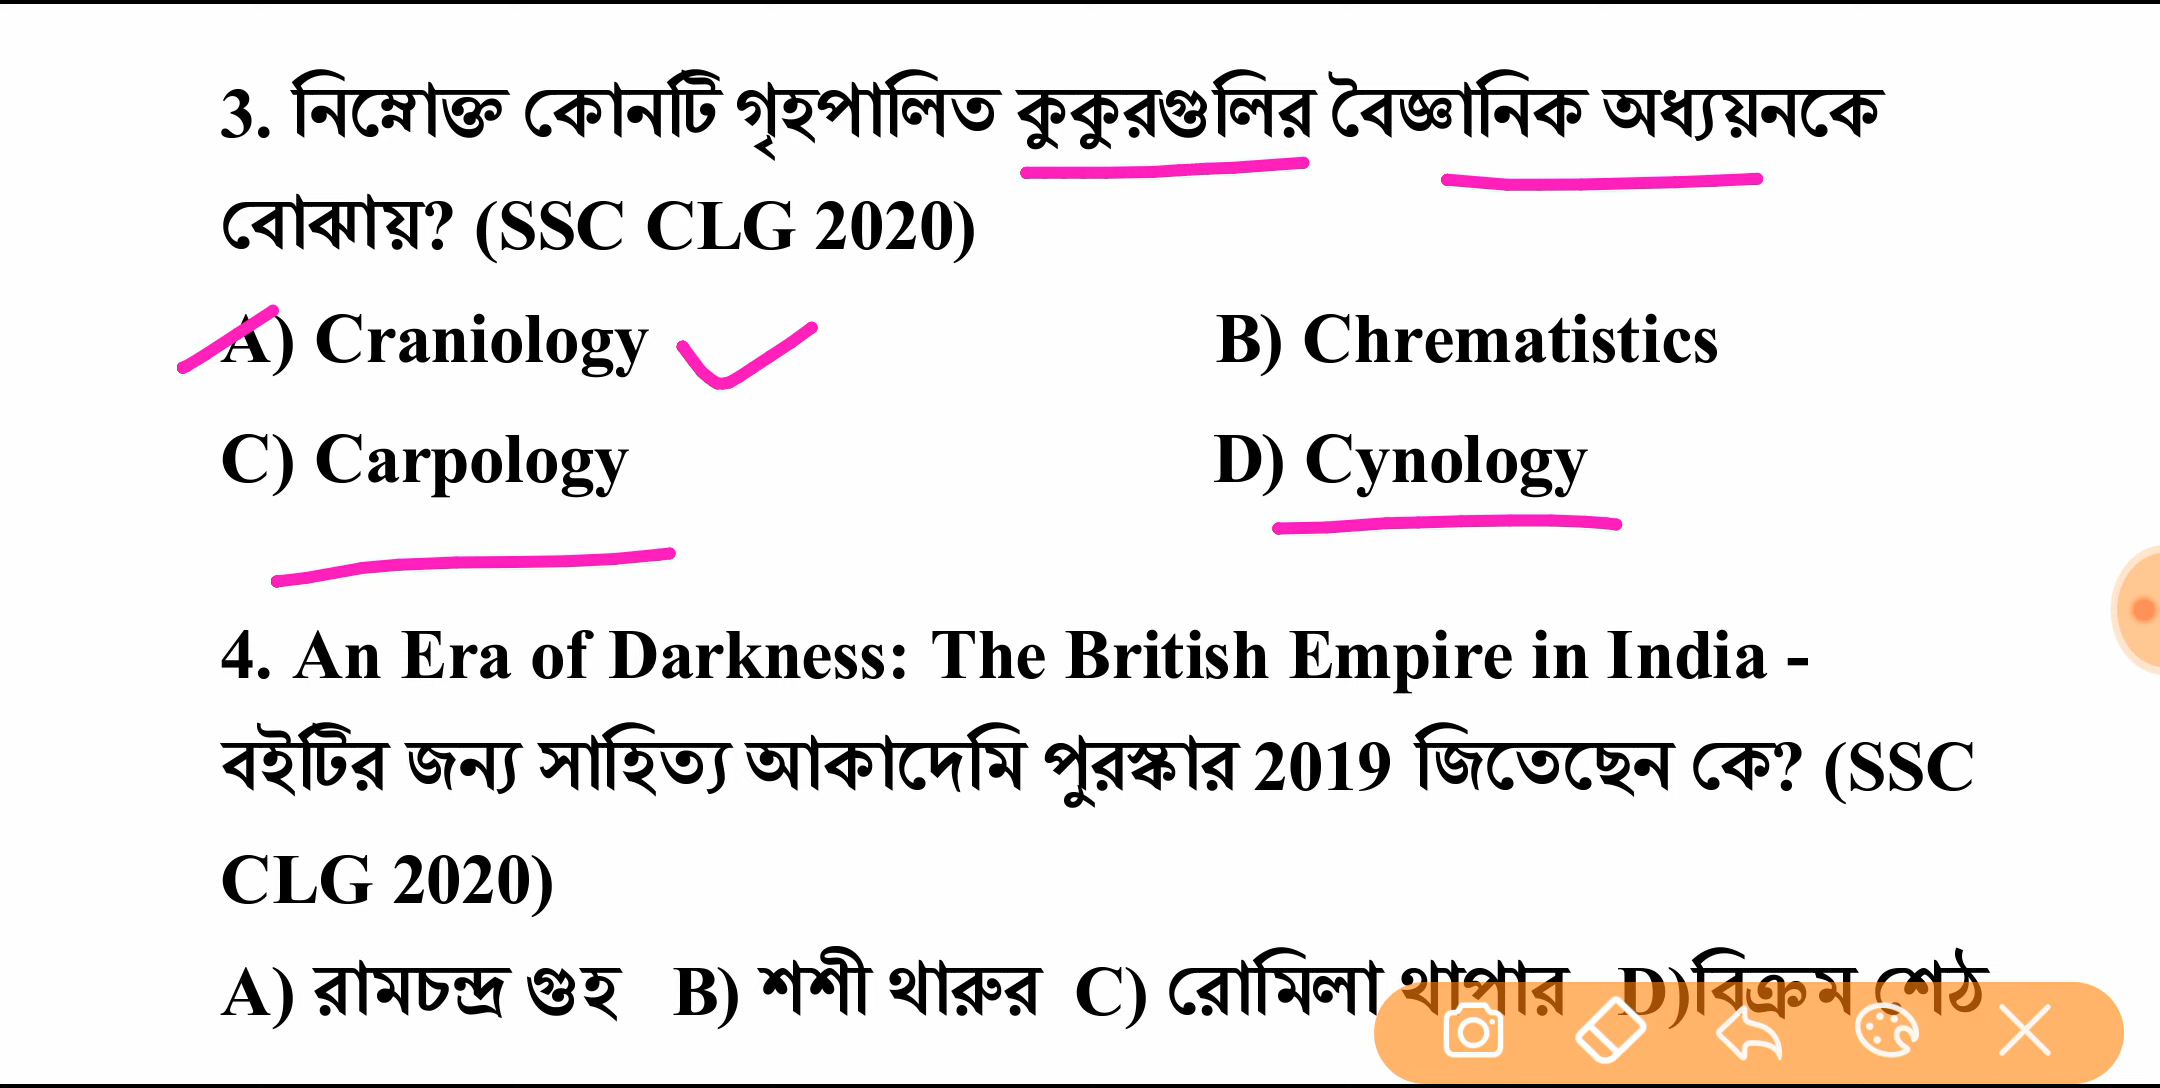 3. নিম্নোক্ত কোনটি গৃহপালিত কুকুরগুলির বৈজ্ঞানিক অধ্যয়নকে
বোঝায়? (SSC CLG 2020)
A) Craniology B) Chrematistics
C) Carpology D) Cynology
4. An Era of Darkness: The British Empire in India -
বইটির জন্য সাহিত্য আকাদেমি পুরস্কার 2019 জিতেছেন কে? (SSC
CLG 2020)
A) রামচন্দ্র গুহ B) শশী থারুর C) রোমিলা থাপার D)বিক্রম শেঠ